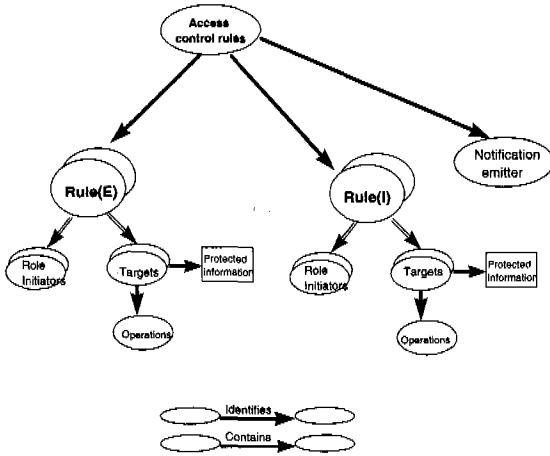 Access
control rules
Notification
emitter
Rule(E)
Rule(I)
Role
Initiators
Targets
Protected
information
Role
Initiators
Targets
Protected
information
Operations
Operations
Identifies
Contains